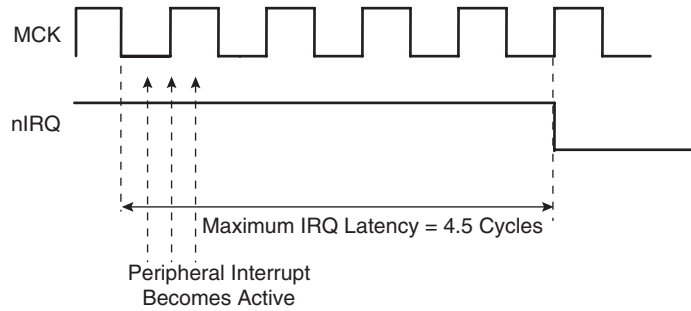 MCK
nIRQ
Maximum IRQ Latency = 4.5 Cycles
Peripheral Interrupt
Becomes Active